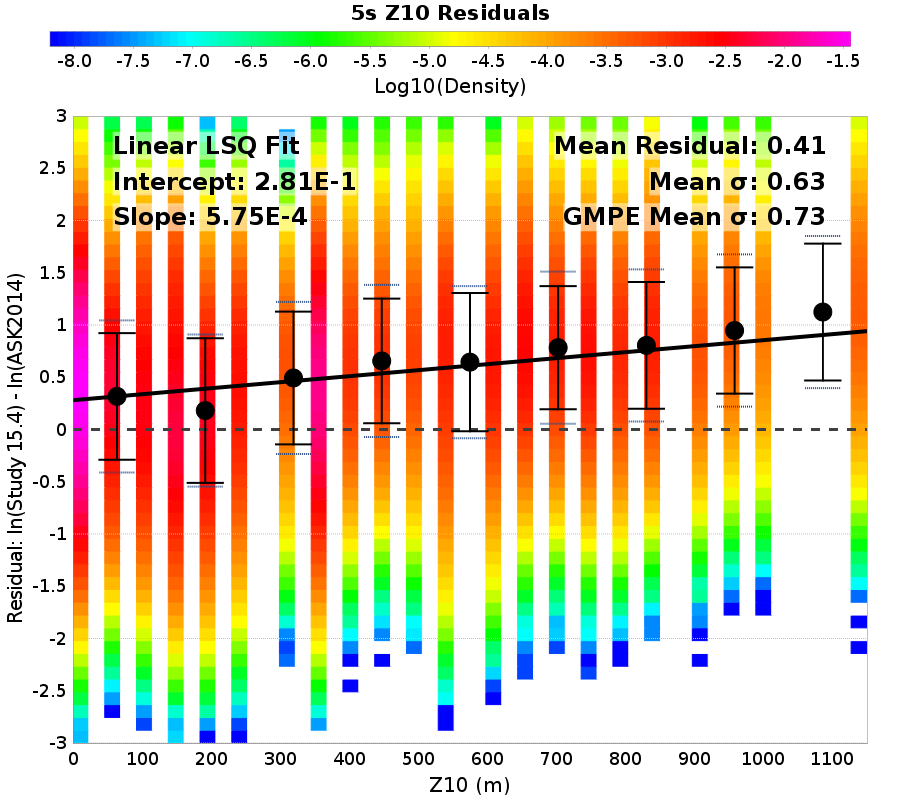 5s Z10 Residuals
-8.0 -7.5 -7.0 -6.5 -6.0 -5.5 -5.0 -4.5 -4.0 -3.5 -3.0 -2.5 -2.0 -1.5
Log10(Density)
Linear LSQ Fit
Intercept: 2.81E-1
Slope: 5.75E-4
Mean Residual: 0.41
Mean σ: 0.63
GMPE Mean σ: 0.73
Residual: ln(Study 15.4) - ln(ASK2014)
3
2.5
2
1.5
1
0.5
0
-0.5
-1
-1.5
-2
-2.5
-3
0 100 200 300 400 500 600 700 800 900 1000 1100
Z10 (m)